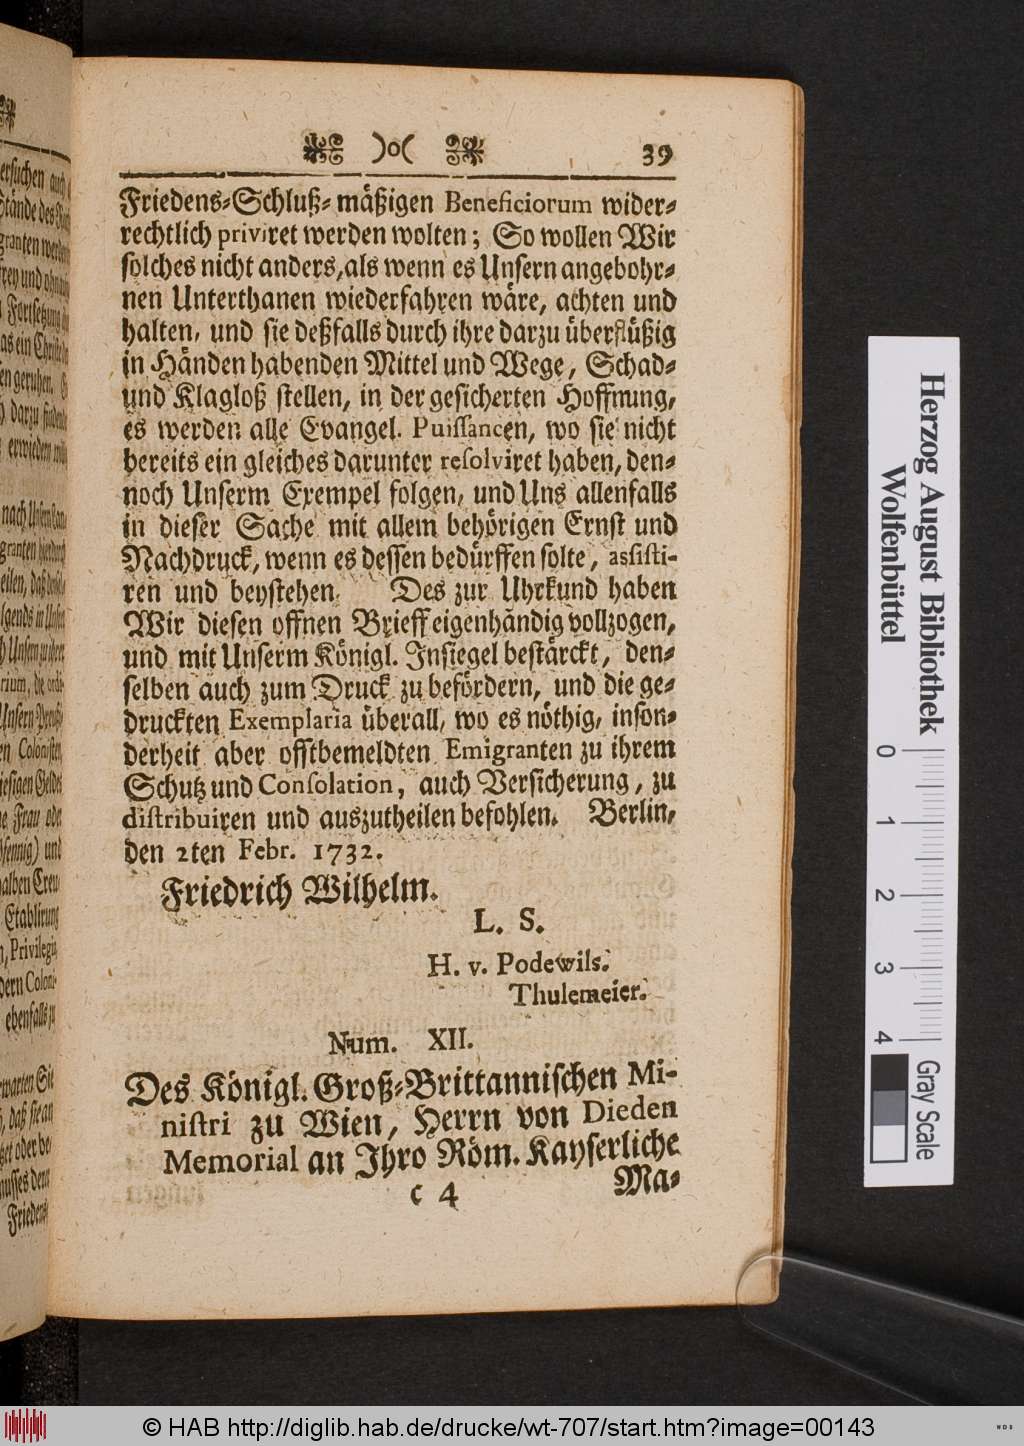 )o( 39
Friedens-Schluß-mäßigen Beneficiorum wider-
rechtlich priviret werden wolten; So wollen Wir
solches nicht anders, als wenn es Unsern angebohr-
nen Unterthanen wiederfahren wäre, achten und
halten, und sie deßfalls durch ihre darzu überflüßig
in Händen habenden Mittel und Wege, Schad-
und Klagloß stellen, in der gesicherten Hoffnung,
es werden alle Evangel. Puissancen, wo sie nicht
bereits ein gleiches darunter resolviret haben, den-
noch Unserm Exempel folgen, und Uns allenfalls
in dieser Sache mit allem behörigen Ernst und
Nachdruck, wenn es dessen bedürffen solte, assisti-
ren und beystehen. Des zur Uhrkund haben
Wir diesen offnen Brieff eigenhändig vollzogen,
und mit Unserm Königl. Insiegel bestärckt, den-
selben auch zum Druck zu befördern, und die ge-
druckten Exemplaria überall, wo es nöthig, inson-
derheit aber offtbemeldten Emigranten zu ihrem
Schutz und Consolation, auch Versicherung, zu
distribuiren und auszutheilen befohlen. Berlin,
den 2ten Febr. 1732.
Friedrich Wilhelm.
L. S.
H. v. Podewils.
Thulemeier.
Num. XII.
Des Königl. Groß-Brittannischen Mi-
nistri zu Wien, Herrn von Dieden
Memorial an Ihro Röm. Kayserliche
c 4 Ma-
Herzog August Bibliothek
Wolfenbüttel
0 1 2 3 4
Gray Scale
© HAB http://diglib.hab.de/drucke/wt-707/start.htm?image=00143